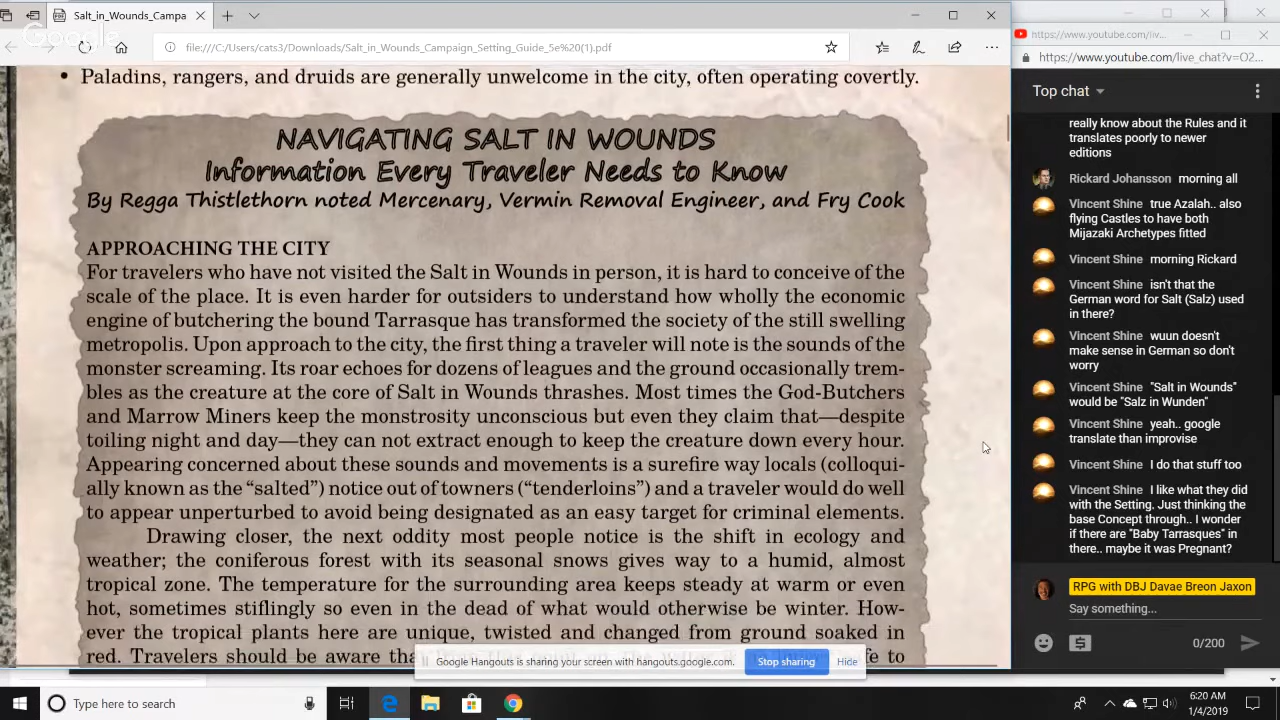 Salt_in_Wounds_Campa
Hangouts
file:///C:/Users/cats3/Downloads/Salt_in_Wounds_Campaign_Setting_Guide_5e%20(1).pdf
• Paladins, rangers, and druids are generally unwelcome in the city, often operating covertly.
NAVIGATING SALT IN WOUNDS
Information Every Traveler Needs to Know
By Regga Thistlethorn noted Mercenary, Vermin Removal Engineer, and Fry Cook
APPROACHING THE CITY
For travelers who have not visited the Salt in Wounds in person, it is hard to conceive of the
scale of the place. It is even harder for outsiders to understand how wholly the economic
engine of butchering the bound Tarrasque has transformed the society of the still swelling
metropolis. Upon approach to the city, the first thing a traveler will note is the sounds of the
monster screaming. Its roar echoes for dozens of leagues and the ground occasionally trem-
bles as the creature at the core of Salt in Wounds thrashes. Most times the God-Butchers
and Marrow Miners keep the monstrosity unconscious but even they claim that—despite
toiling night and day—they can not extract enough to keep the creature down every hour.
Appearing concerned about these sounds and movements is a surefire way locals (colloqui-
ally known as the “salted”) notice out of towners (“tenderloins”) and a traveler would do well
to appear unperturbed to avoid being designated as an easy target for criminal elements.
Drawing closer, the next oddity most people notice is the shift in ecology and
weather; the coniferous forest with its seasonal snows gives way to a humid, almost
tropical zone. The temperature for the surrounding area keeps steady at warm or even
hot, sometimes stiflingly so even in the dead of what would otherwise be winter. How-
ever the tropical plants here are unique, twisted and changed from ground soaked in
red. Travelers should be aware
Google Hangouts is sharing your screen with hangouts.google.com.
Stop sharing
Hide
https://www.youtube.com/liv...
https://www.youtube.com/live_chat?v=O2...
Top chat
really know about the Rules and it
translates poorly to newer
editions
Rickard Johansson morning all
Vincent Shine true Azalah.. also
flying Castles to have both
Mijazaki Archetypes fitted
Vincent Shine morning Rickard
Vincent Shine isn't that the
German word for Salt (Salz) used
in there?
Vincent Shine wuun doesn't
make sense in German so don't
worry
Vincent Shine "Salt in Wounds"
would be "Salz in Wunden"
Vincent Shine yeah.. google
translate than improvise
Vincent Shine I do that stuff too
Vincent Shine I like what they did
with the Setting. Just thinking the
base Concept through.. I wonder
if there are "Baby Tarrasques" in
there.. maybe it was Pregnant?
RPG with DBJ Davae Breon Jaxon
Say something...
0/200
Type here to search
6:20 AM
1/4/2019